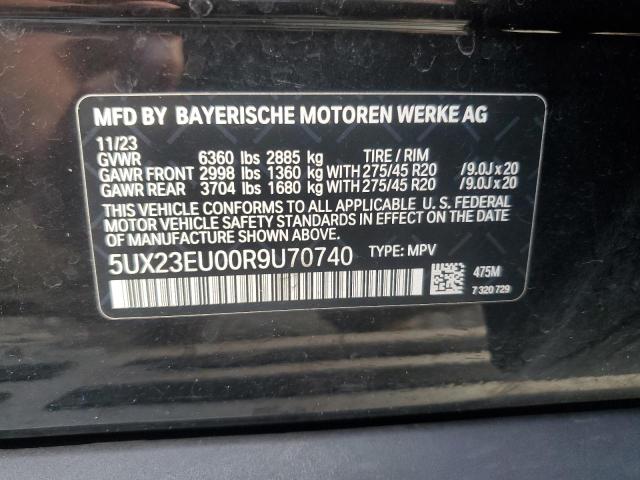 MFD BY BAYERISCHE MOTOREN WERKE AG
11/23
GVWR 6360 lbs 2885 kg TIRE / RIM
GAWR FRONT 2998 lbs 1360 kg WITH 275/45 R20 /9.0J x 20
GAWR REAR 3704 lbs 1680 kg WITH 275/45 R20 /9.0J x 20
THIS VEHICLE CONFORMS TO ALL APPLICABLE U. S. FEDERAL
MOTOR VEHICLE SAFETY STANDARDS IN EFFECT ON THE DATE
OF MANUFACTURE SHOWN ABOVE.
5UX23EU00R9U70740 TYPE: MPV
475M
7 320 729